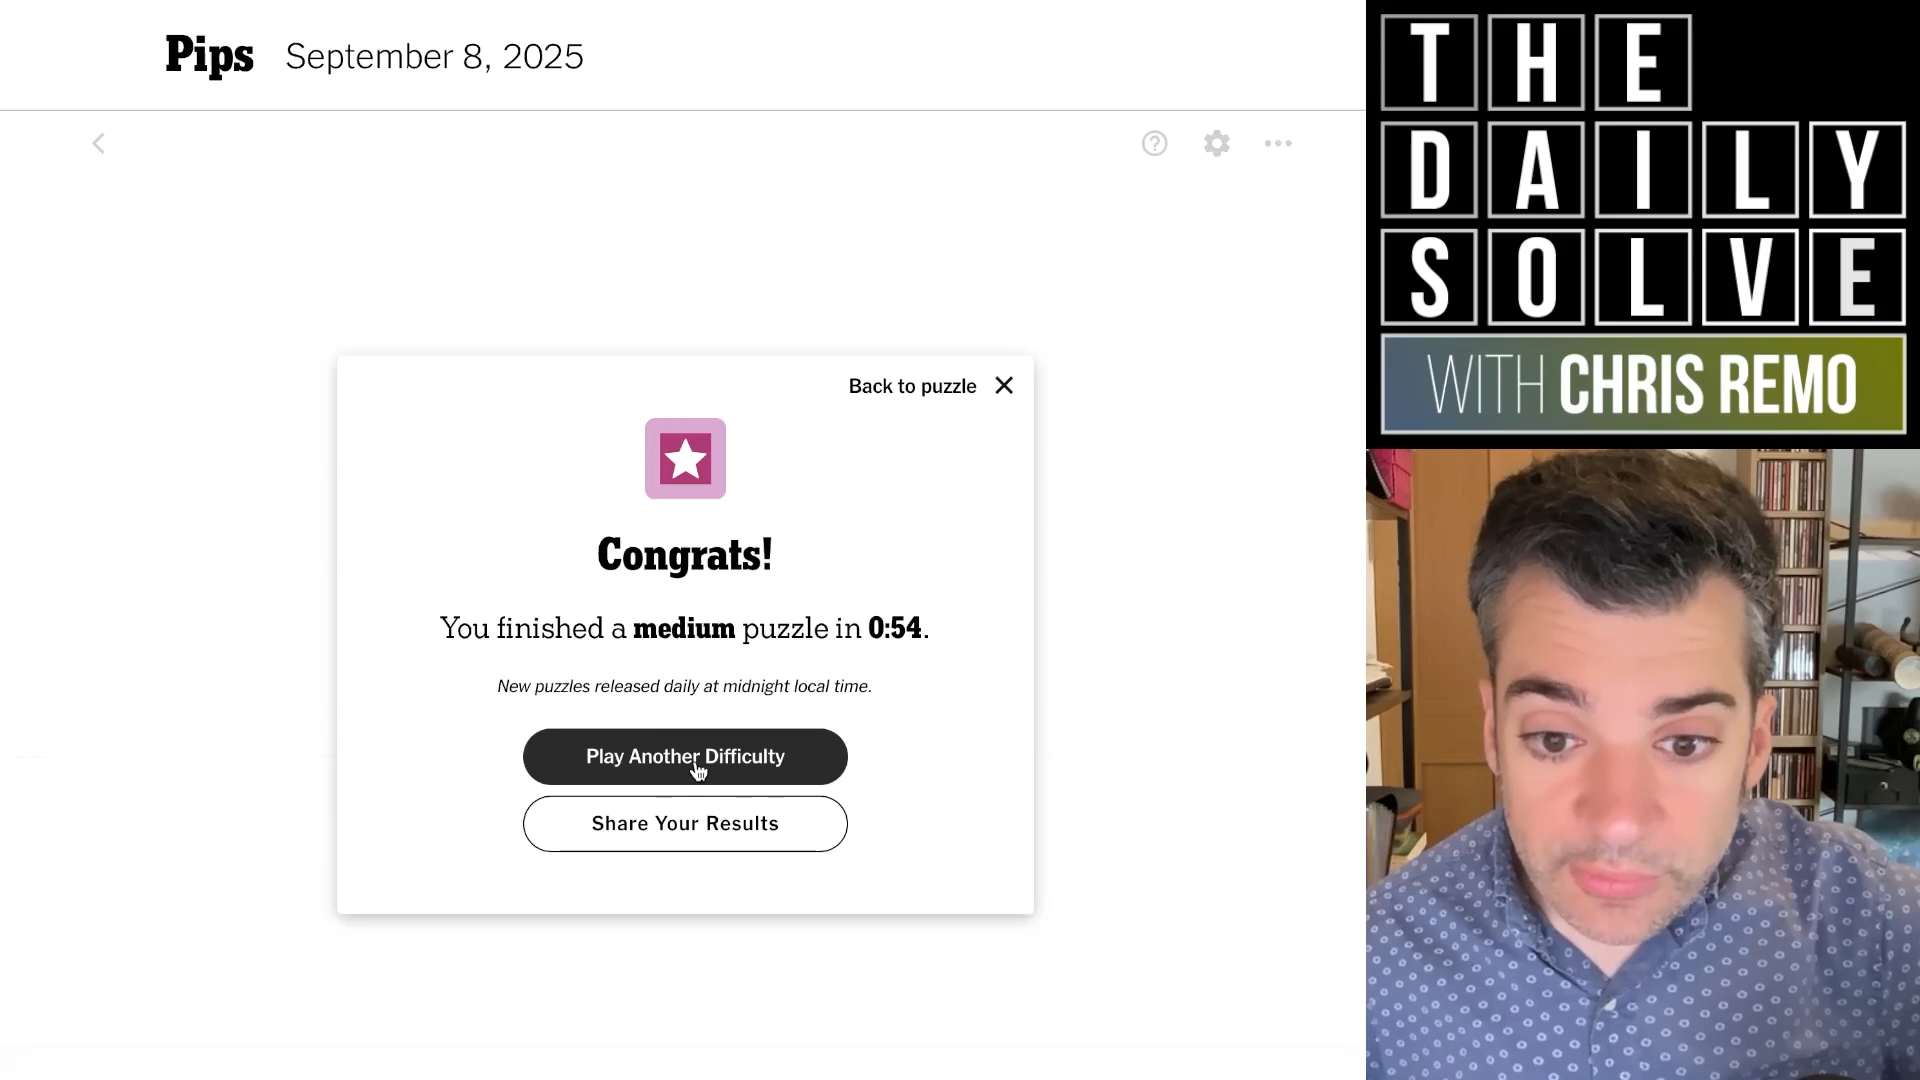 Pips September 8, 2025
Back to puzzle
Congrats!
You finished a medium puzzle in 0:54.
New puzzles released daily at midnight local time.
Play Another Difficulty
Share Your Results
THE
DAILY
SOLVE
WITH CHRIS REMO